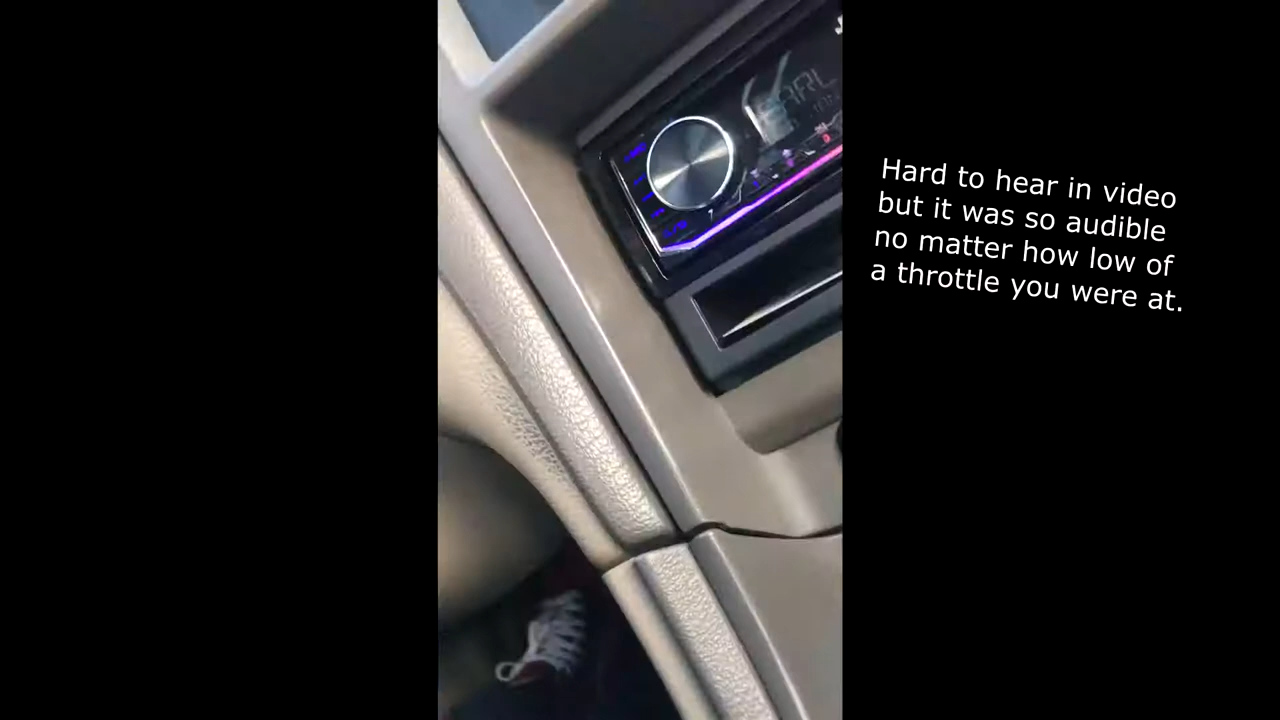 Hard to hear in video
but it was so audible
no matter how low of
a throttle you were at.